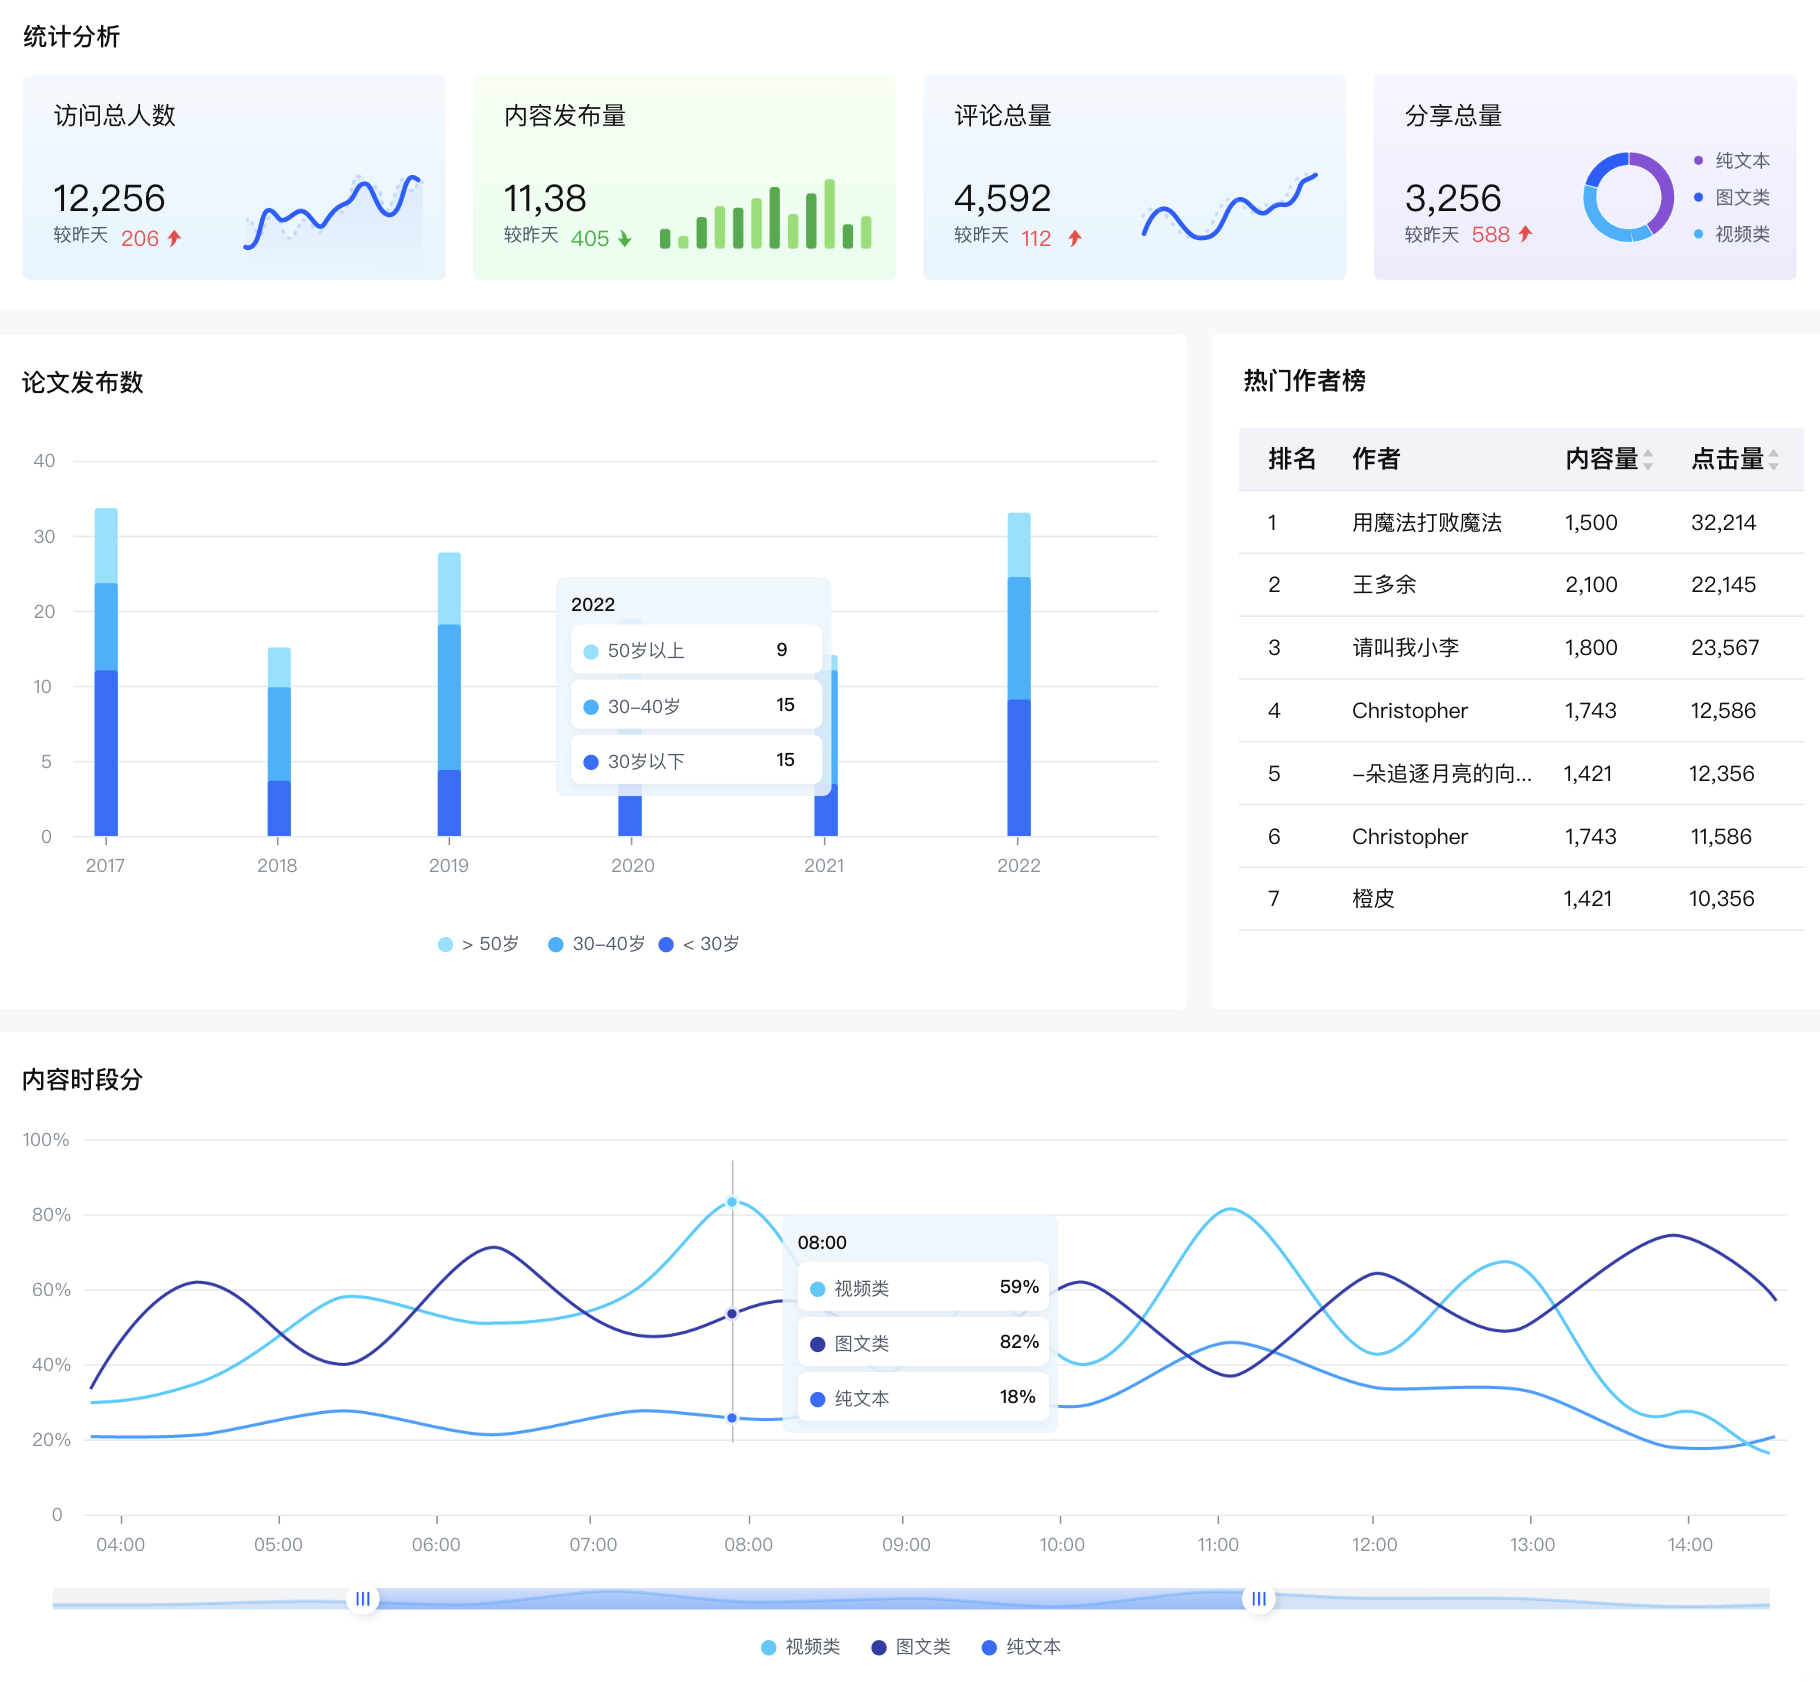 统计分析
访问总人数
12,256
较昨天 206
内容发布量
11,38
较昨天 405
评论总量
4,592
较昨天 112
分享总量
3,256
较昨天 588
纯文本
图文类
视频类
论文发布数
40
30
20
10
5
0
2017 2018 2019 2020 2021 2022
2022
50岁以上 9
30–40岁 15
30岁以下 15
> 50岁 30–40岁 < 30岁
热门作者榜
排名 作者 内容量 点击量
1 用魔法打败魔法 1,500 32,214
2 王多余 2,100 22,145
3 请叫我小李 1,800 23,567
4 Christopher 1,743 12,586
5 –朵追逐月亮的向... 1,421 12,356
6 Christopher 1,743 11,586
7 橙皮 1,421 10,356
内容时段分
100%
80%
60%
40%
20%
0
08:00
视频类 59%
图文类 82%
纯文本 18%
04:00 05:00 06:00 07:00 08:00 09:00 10:00 11:00 12:00 13:00 14:00
视频类 图文类 纯文本